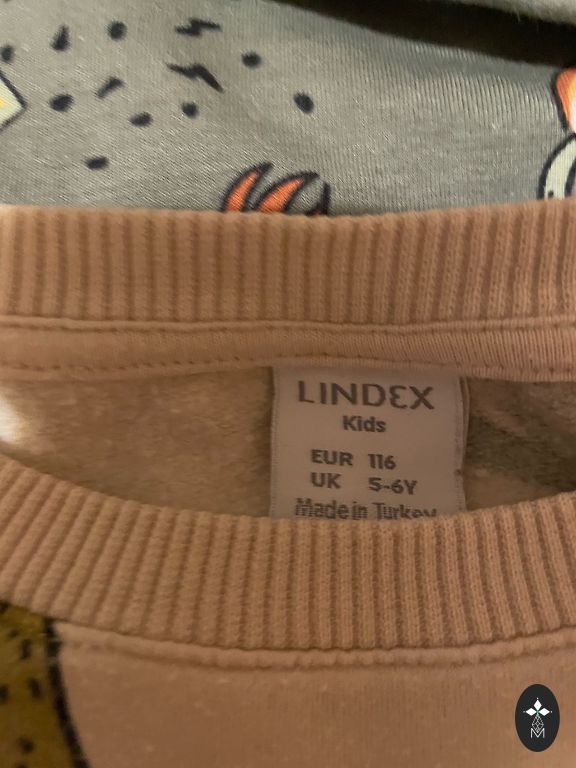 LINDEX
Kids
EUR 116
UK 5-6Y
Made in Turkey